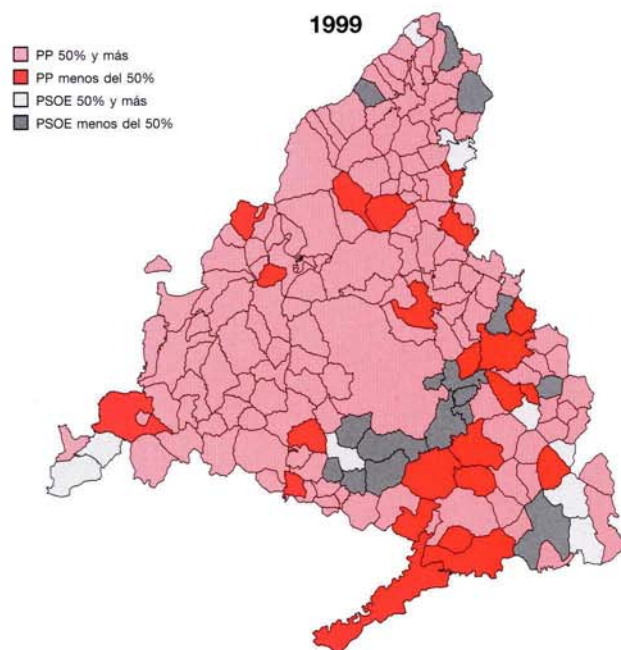 1999
PP 50% y más
PP menos del 50%
PSOE 50% y más
PSOE menos del 50%